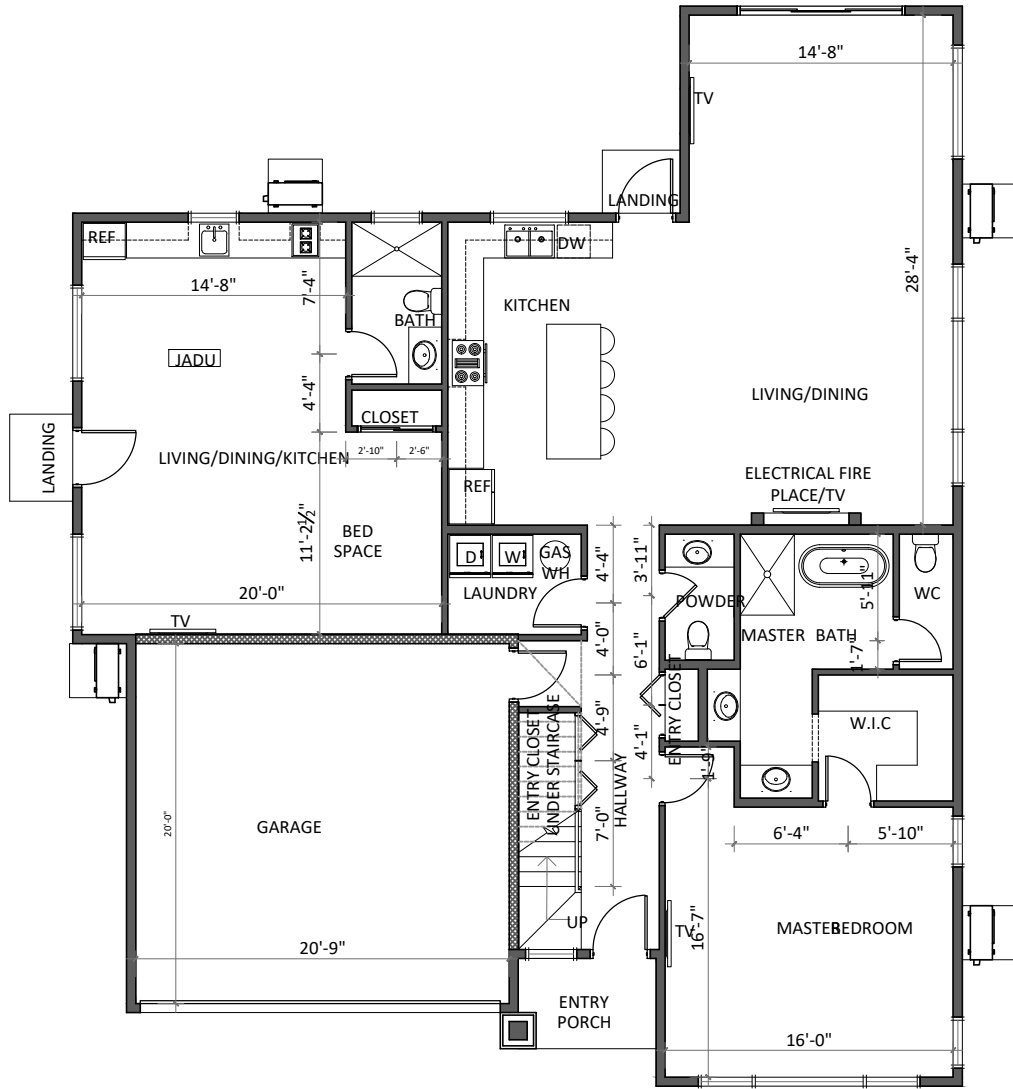 14'-8"
TV
LANDING
REF
DW
14'-8"
7'-4"
28'-4"
KITCHEN
BATH
JADU
4'-4"
LIVING/DINING
CLOSET
2'-10"
2'-6"
LANDING
LIVING/DINING/KITCHEN
ELECTRICAL FIRE
PLACE/TV
REF
11'-2½"
BED
SPACE
D
W
GAS
WH
4'-4"
3'-11"
5'-11"
20'-0"
LAUNDRY
POWDER
WC
TV
4'-0"
6'-1"
MASTER BATH
1'-7"
ENTRY CLOSET
4'-9"
4'-1"
W.I.C
1'-9"
ENTRY CLOSET
UNDER STAIRCASE
HALLWAY
7'-0"
GARAGE
20'-0"
6'-4"
5'-10"
UP
TV
16'-7"
MASTER BEDROOM
20'-9"
ENTRY
PORCH
16'-0"